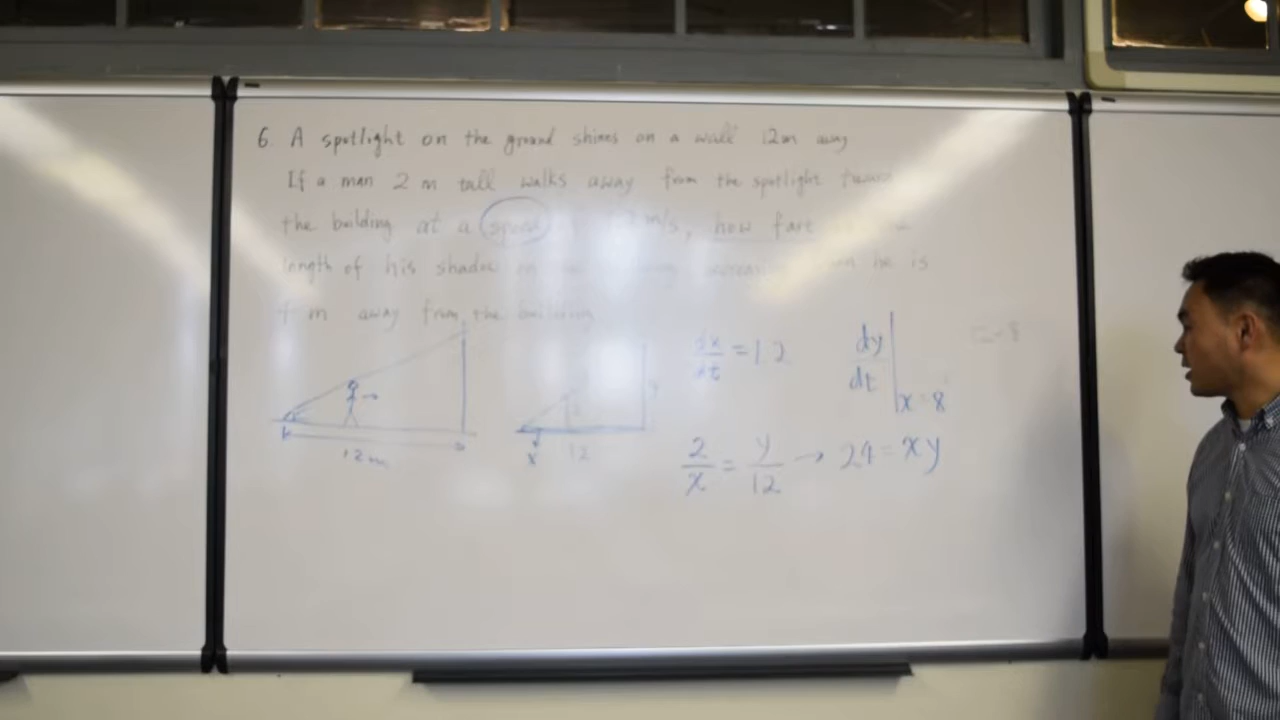 6. A spotlight on the ground shines on a wall 12m away
If a man 2 m tall walks away from the spotlight
the building at a speed m/s, how fast
length of his shadow he is
m away from the building
dx/dt = 1.2
dy/dt | x = 8
12 m
x 12
2/x = y/12 → 24 = xy